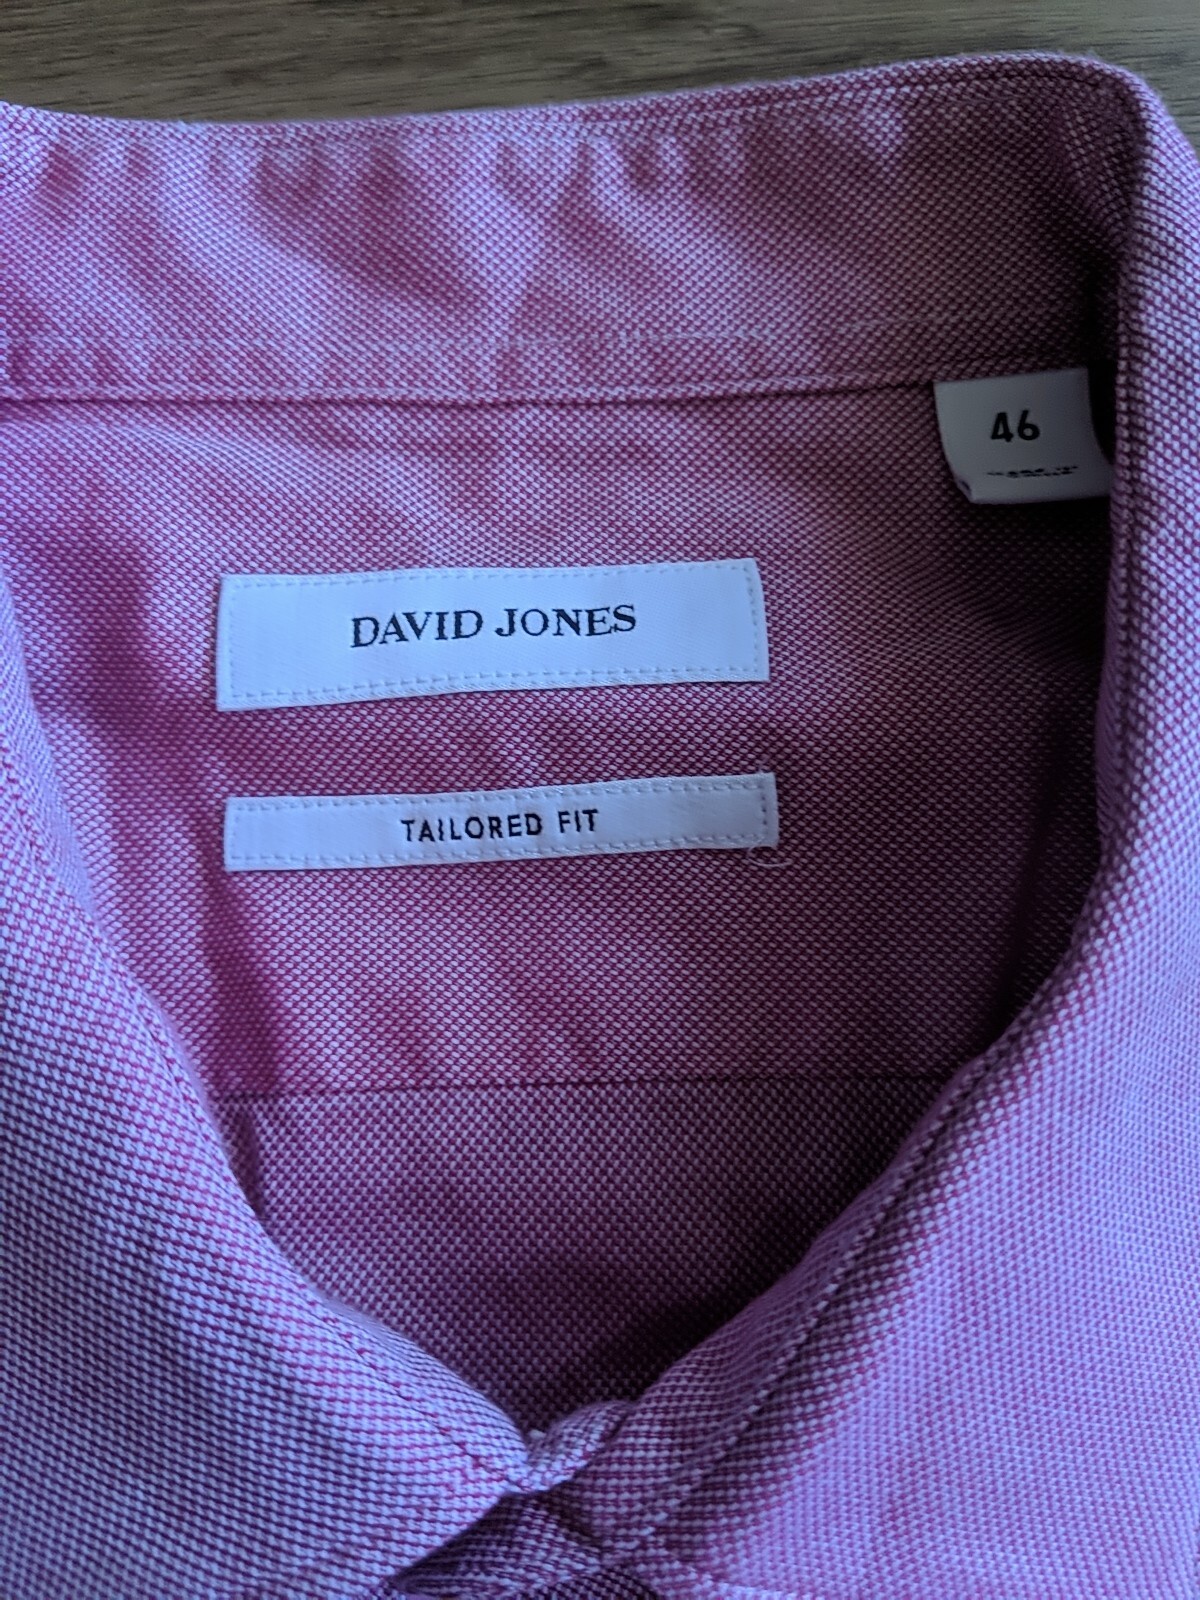 46
DAVID JONES
TAILORED FIT